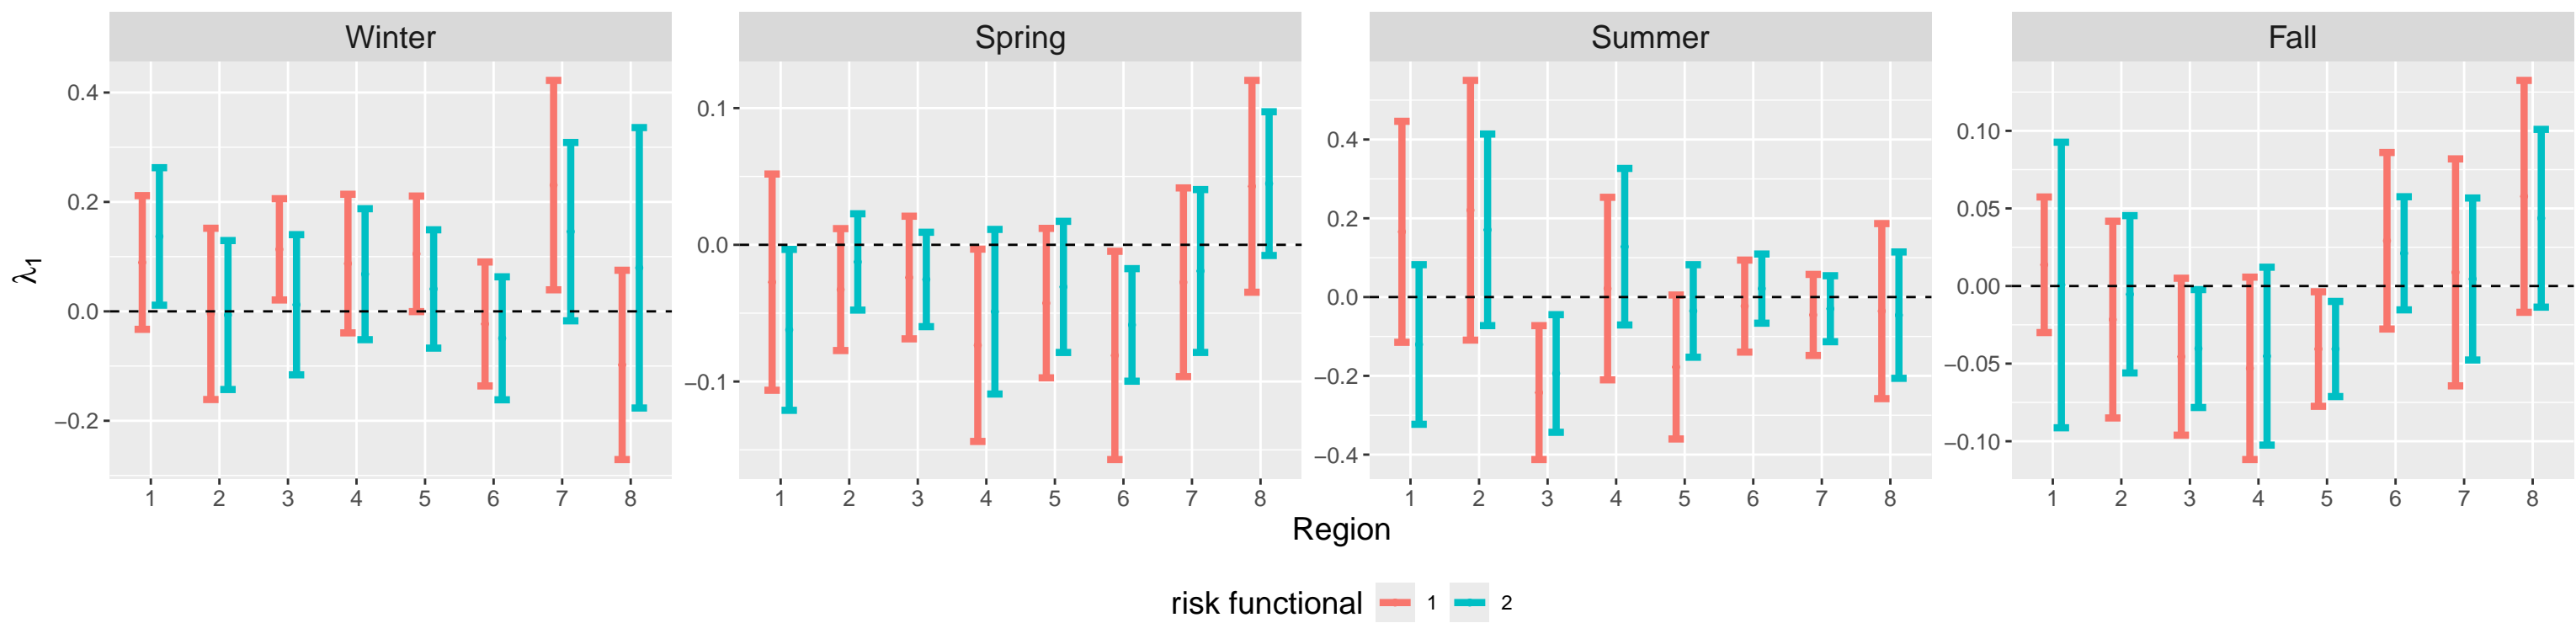 Winter
Spring
Summer
Fall
λ1
0.4
0.2
0.0
−0.2
1 2 3 4 5 6 7 8
0.1
0.0
−0.1
1 2 3 4 5 6 7 8
0.4
0.2
0.0
−0.2
−0.4
1 2 3 4 5 6 7 8
0.10
0.05
0.00
−0.05
−0.10
1 2 3 4 5 6 7 8
Region
risk functional 1 2